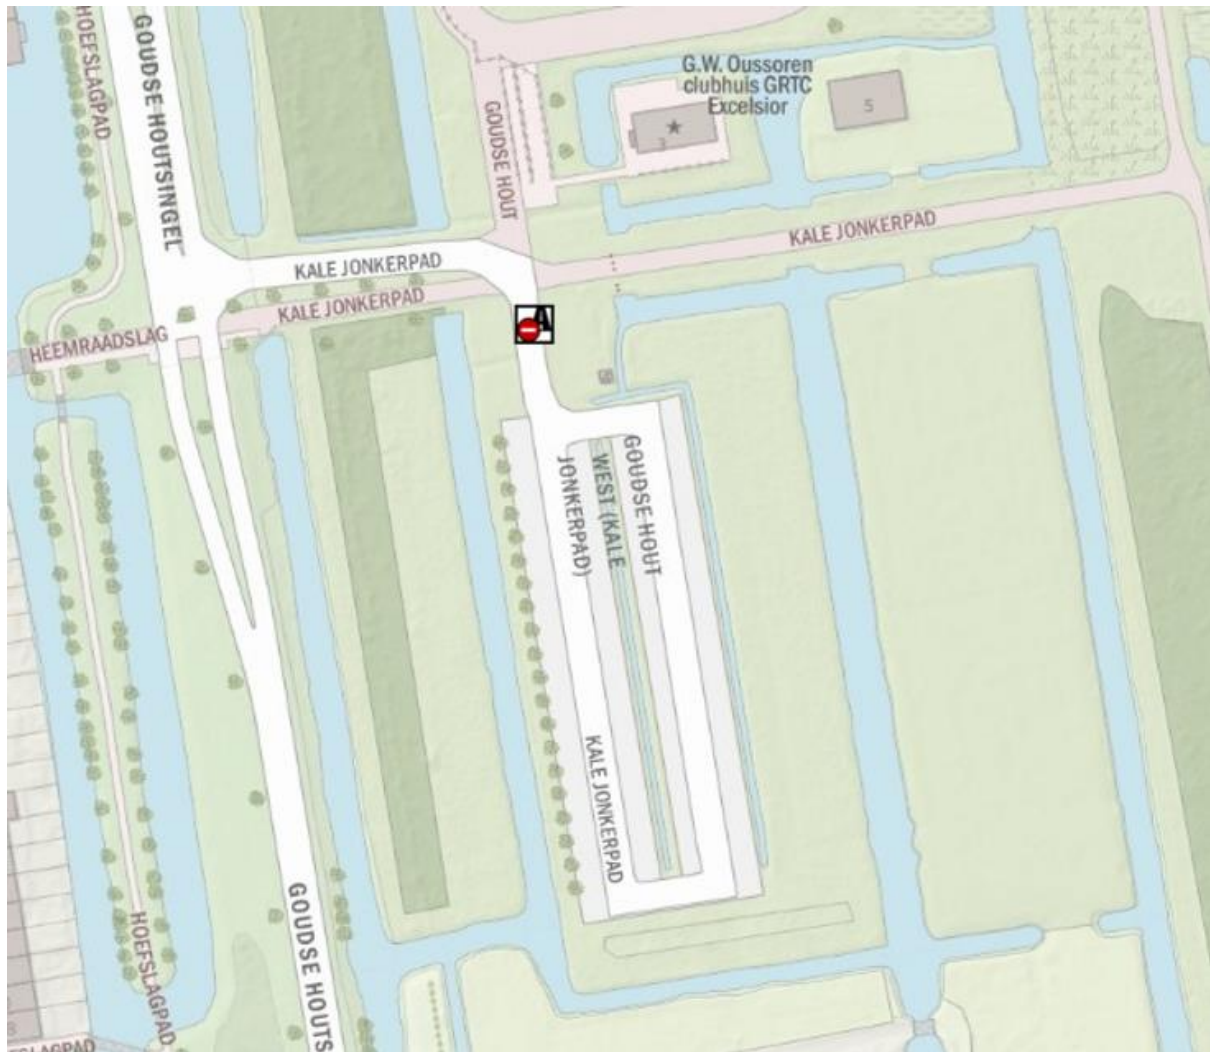 HOEFSLAGPAD
GOUDSE HOUTSINGEL
G.W. Oussoren
clubhuis GRTC
Excelsior
5
GOUDSE HOUT
KALE JONKERPAD
KALE JONKERPAD
KALE JONKERPAD
HEEMRAADSLAG
A
GOUDSE HOUT
WEST (KALE
JONKERPAD)
KALE JONKERPAD
HOEFSLAGPAD
GOUDSE HOUTS
EFSLAGPAD